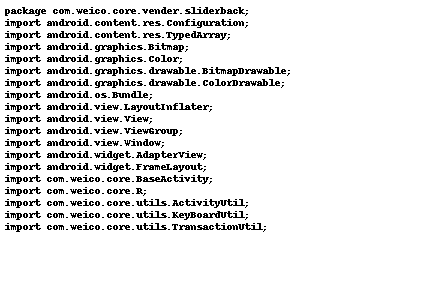 package com.weico.core.vender.sliderback;
import android.content.res.Configuration;
import android.content.res.TypedArray;
import android.graphics.Bitmap;
import android.graphics.Color;
import android.graphics.drawable.BitmapDrawable;
import android.graphics.drawable.ColorDrawable;
import android.os.Bundle;
import android.view.LayoutInflater;
import android.view.View;
import android.view.ViewGroup;
import android.view.Window;
import android.widget.AdapterView;
import android.widget.FrameLayout;
import com.weico.core.BaseActivity;
import com.weico.core.R;
import com.weico.core.utils.ActivityUtil;
import com.weico.core.utils.KeyBoardUtil;
import com.weico.core.utils.TransactionUtil;